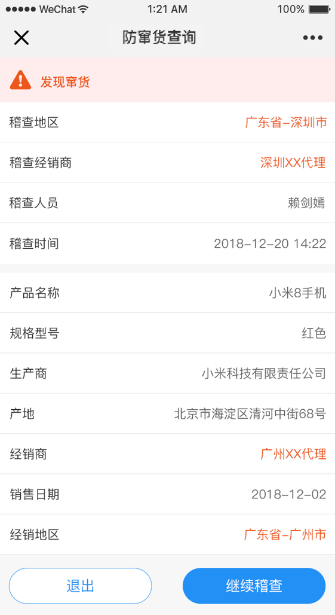 WeChat 1:21 AM 100%
防窜货查询
发现窜货
稽查地区 广东省-深圳市
稽查经销商 深圳XX代理
稽查人员 赖剑嫣
稽查时间 2018-12-20 14:22
产品名称 小米8手机
规格型号 红色
生产商 小米科技有限责任公司
产地 北京市海淀区清河中街68号
经销商 广州XX代理
销售日期 2018-12-02
经销地区 广东省-广州市
退出 继续稽查